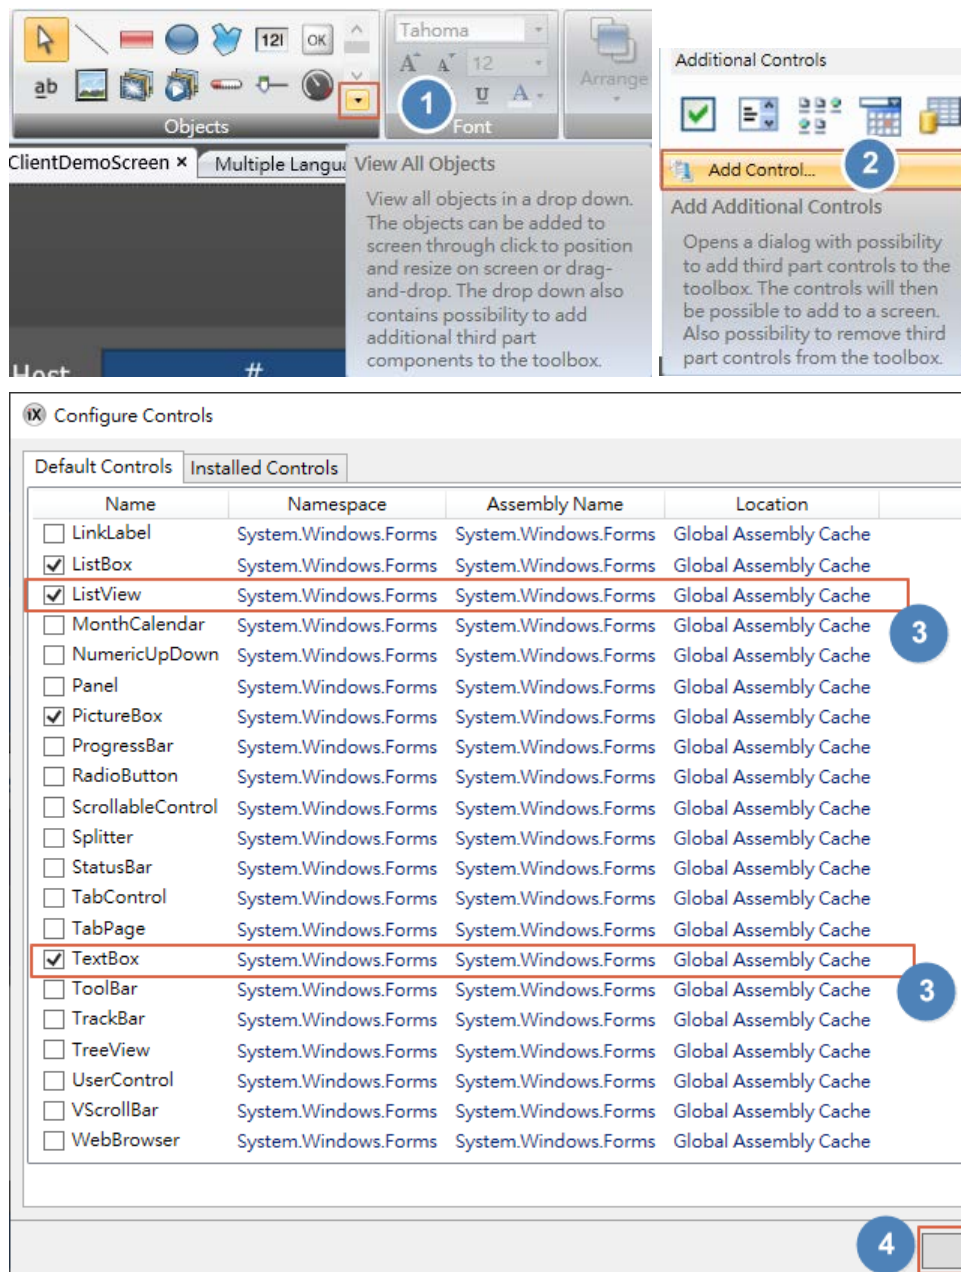 12|
OK
ab
Objects
Tahoma
A A 12
U A
Font
Arrange
1
Additional Controls
Add Control...
2
Add Additional Controls
Opens a dialog with possibility
to add third part controls to the
toolbox. The controls will then
be possible to add to a screen.
Also possibility to remove third
part controls from the toolbox.
ClientDemoScreen ×
Multiple Langu
View All Objects
View all objects in a drop down.
The objects can be added to
screen through click to position
and resize on screen or drag-
and-drop. The drop down also
contains possibility to add
additional third part
components to the toolbox.
Host
#
iX Configure Controls
Default Controls Installed Controls
Name Namespace Assembly Name Location
LinkLabel System.Windows.Forms System.Windows.Forms Global Assembly Cache
ListBox System.Windows.Forms System.Windows.Forms Global Assembly Cache
ListView System.Windows.Forms System.Windows.Forms Global Assembly Cache
3
MonthCalendar System.Windows.Forms System.Windows.Forms Global Assembly Cache
NumericUpDown System.Windows.Forms System.Windows.Forms Global Assembly Cache
Panel System.Windows.Forms System.Windows.Forms Global Assembly Cache
PictureBox System.Windows.Forms System.Windows.Forms Global Assembly Cache
ProgressBar System.Windows.Forms System.Windows.Forms Global Assembly Cache
RadioButton System.Windows.Forms System.Windows.Forms Global Assembly Cache
ScrollableControl System.Windows.Forms System.Windows.Forms Global Assembly Cache
Splitter System.Windows.Forms System.Windows.Forms Global Assembly Cache
StatusBar System.Windows.Forms System.Windows.Forms Global Assembly Cache
TabControl System.Windows.Forms System.Windows.Forms Global Assembly Cache
TabPage System.Windows.Forms System.Windows.Forms Global Assembly Cache
TextBox System.Windows.Forms System.Windows.Forms Global Assembly Cache
3
ToolBar System.Windows.Forms System.Windows.Forms Global Assembly Cache
TrackBar System.Windows.Forms System.Windows.Forms Global Assembly Cache
TreeView System.Windows.Forms System.Windows.Forms Global Assembly Cache
UserControl System.Windows.Forms System.Windows.Forms Global Assembly Cache
VScrollBar System.Windows.Forms System.Windows.Forms Global Assembly Cache
WebBrowser System.Windows.Forms System.Windows.Forms Global Assembly Cache
4